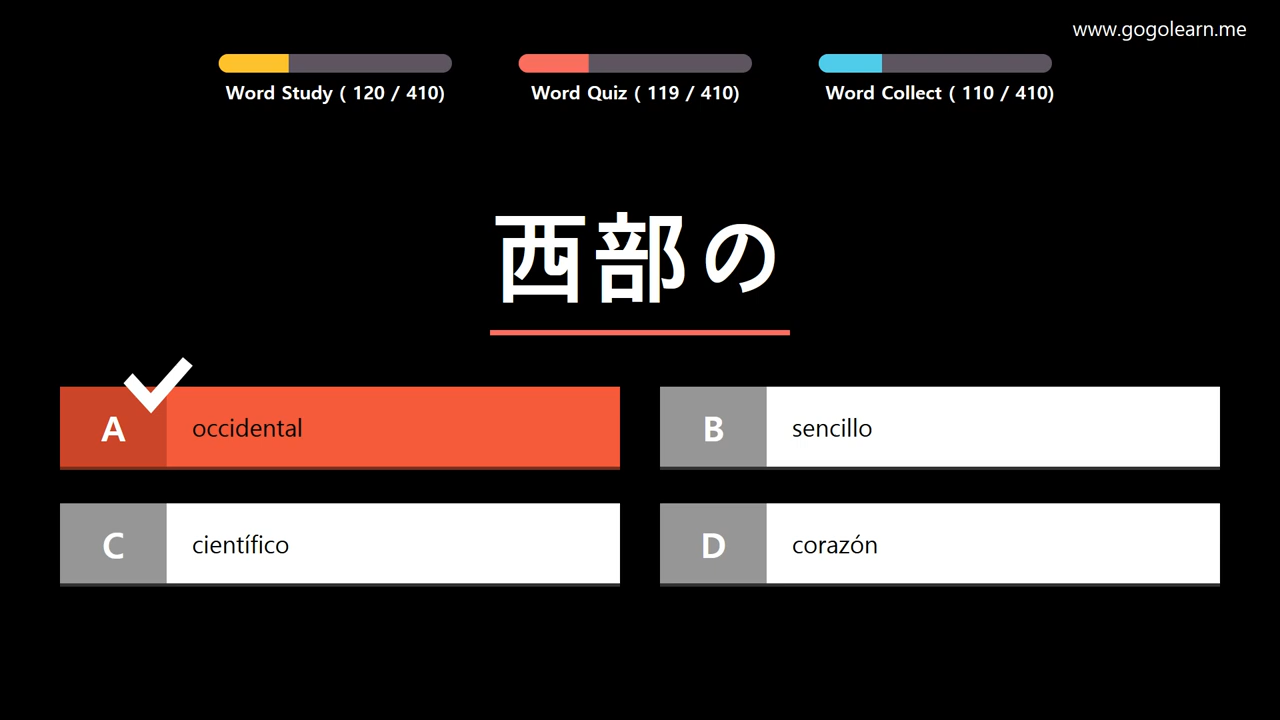 www.gogolearn.me
Word Study ( 120 / 410)
Word Quiz ( 119 / 410)
Word Collect ( 110 / 410)
西部の
A occidental
B sencillo
C científico
D corazón